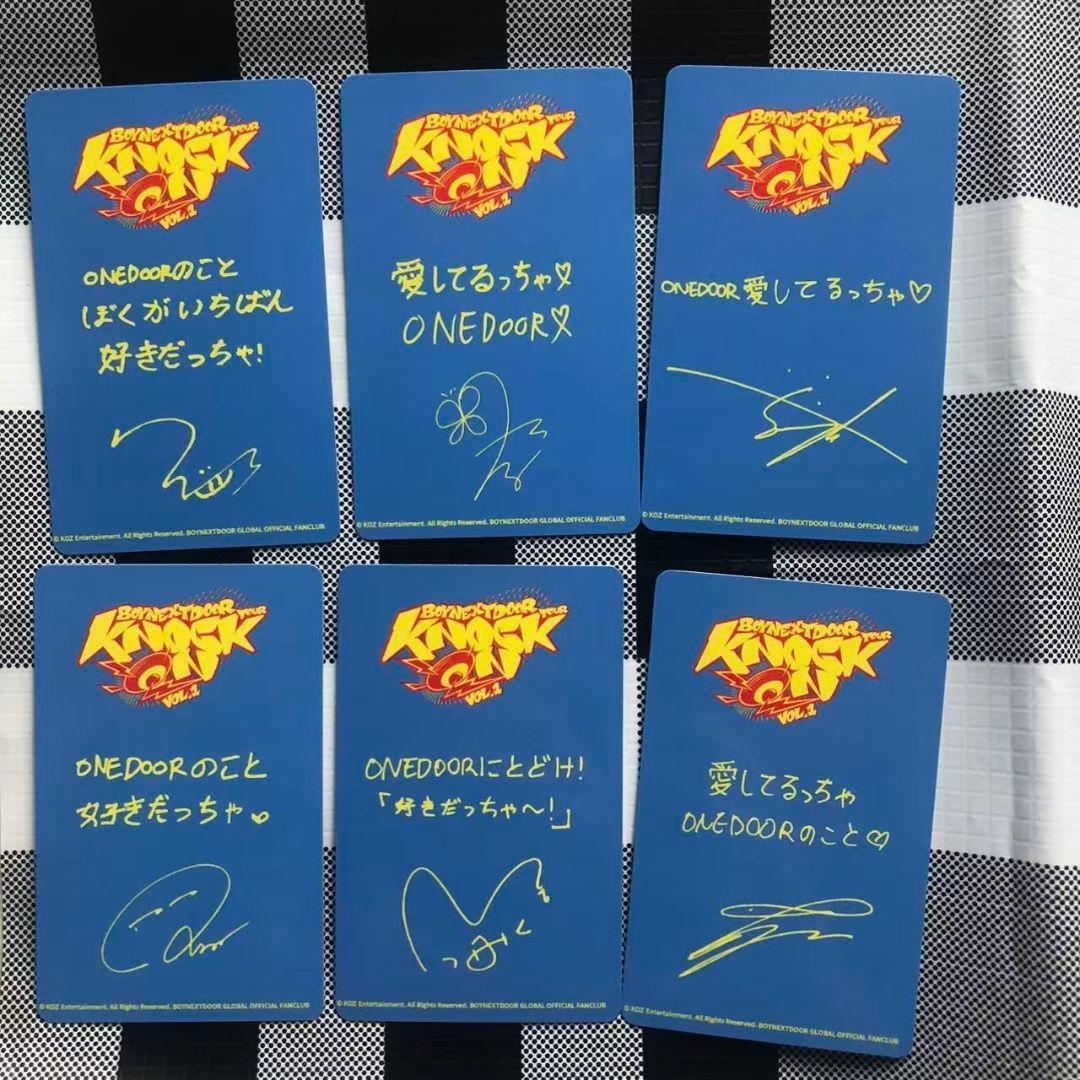 BOYNEXTDOOR TOUR
KNOCK
ON
VOL.1
ONEDOORのこと
ぼくがいちばん
好きだっちゃ!
© KOZ Entertainment. All Rights Reserved. BOYNEXTDOOR GLOBAL OFFICIAL FANCLUB
BOYNEXTDOOR TOUR
KNOCK
ON
VOL.1
愛してるっちゃ♡
ONEDOOR♡
© KOZ Entertainment. All Rights Reserved. BOYNEXTDOOR GLOBAL OFFICIAL FANCLUB
BOYNEXTDOOR TOUR
KNOCK
ON
VOL.1
ONEDOOR愛してるっちゃ♡
© KOZ Entertainment. All Rights Reserved. BOYNEXTDOOR GLOBAL OFFICIAL FANCLUB
BOYNEXTDOOR TOUR
KNOCK
ON
VOL.1
ONEDOORのこと
好きだっちゃ♡
© KOZ Entertainment. All Rights Reserved. BOYNEXTDOOR GLOBAL OFFICIAL FANCLUB
BOYNEXTDOOR TOUR
KNOCK
ON
VOL.1
ONEDOORにとどけ!
「好きだっちゃ〜!」
© KOZ Entertainment. All Rights Reserved. BOYNEXTDOOR GLOBAL OFFICIAL FANCLUB
BOYNEXTDOOR TOUR
KNOCK
ON
VOL.1
愛してるっちゃ
ONEDOORのこと♡
© KOZ Entertainment. All Rights Reserved. BOYNEXTDOOR GLOBAL OFFICIAL FANCLUB